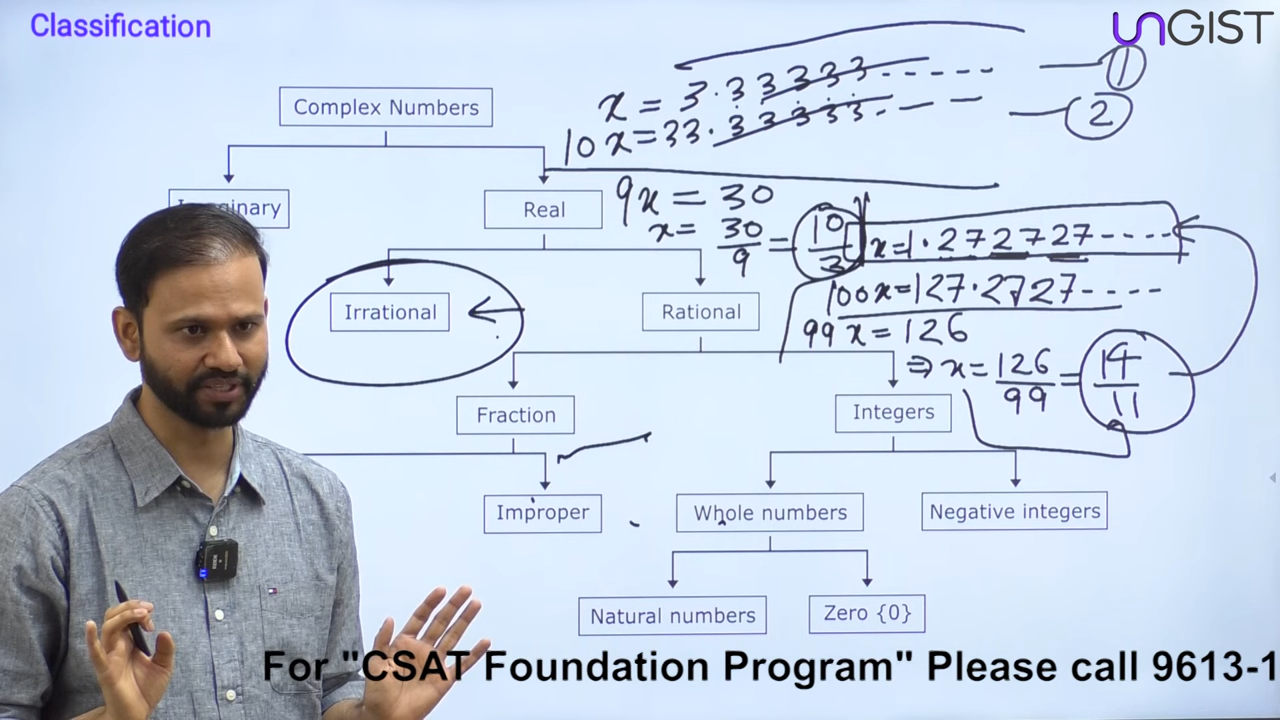 Classification
UNGIST
x = 3.33333------ 1
10x = 33.33333.--- 2
Complex Numbers
9x = 30
x = 30/9 = 10/3
x = 1.272727----
Real
100x = 127.2727----
Irrational
Rational
99x = 126
⇒ x = 126/99 = 14/11
Fraction
Integers
Improper
Whole numbers
Negative integers
Natural numbers
Zero {0}
For "CSAT Foundation Program" Please call 9613-1